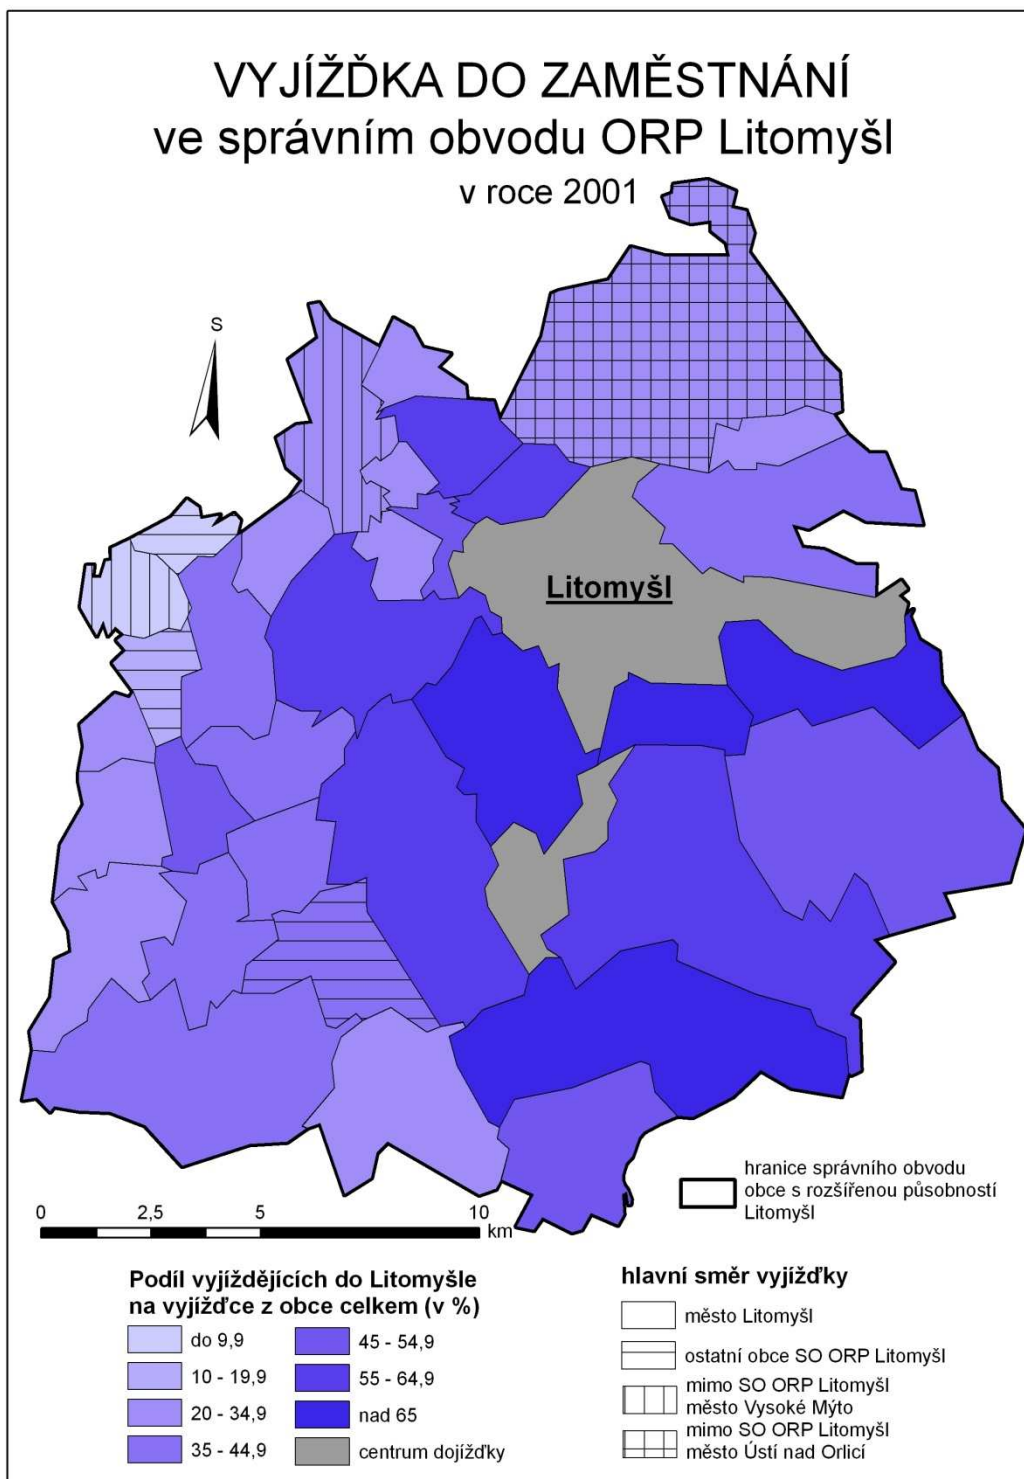 VYJÍŽĎKA DO ZAMĚSTNÁNÍ
ve správním obvodu ORP Litomyšl
v roce 2001
S
Litomyšl
hranice správního obvodu
obce s rozšířenou působností
Litomyšl
0 2,5 5 10
km
Podíl vyjíždějících do Litomyšle
na vyjížďce z obce celkem (v %)
do 9,9
10 - 19,9
20 - 34,9
35 - 44,9
45 - 54,9
55 - 64,9
nad 65
centrum dojížďky
hlavní směr vyjížďky
město Litomyšl
ostatní obce SO ORP Litomyšl
mimo SO ORP Litomyšl
město Vysoké Mýto
mimo SO ORP Litomyšl
město Ústí nad Orlicí